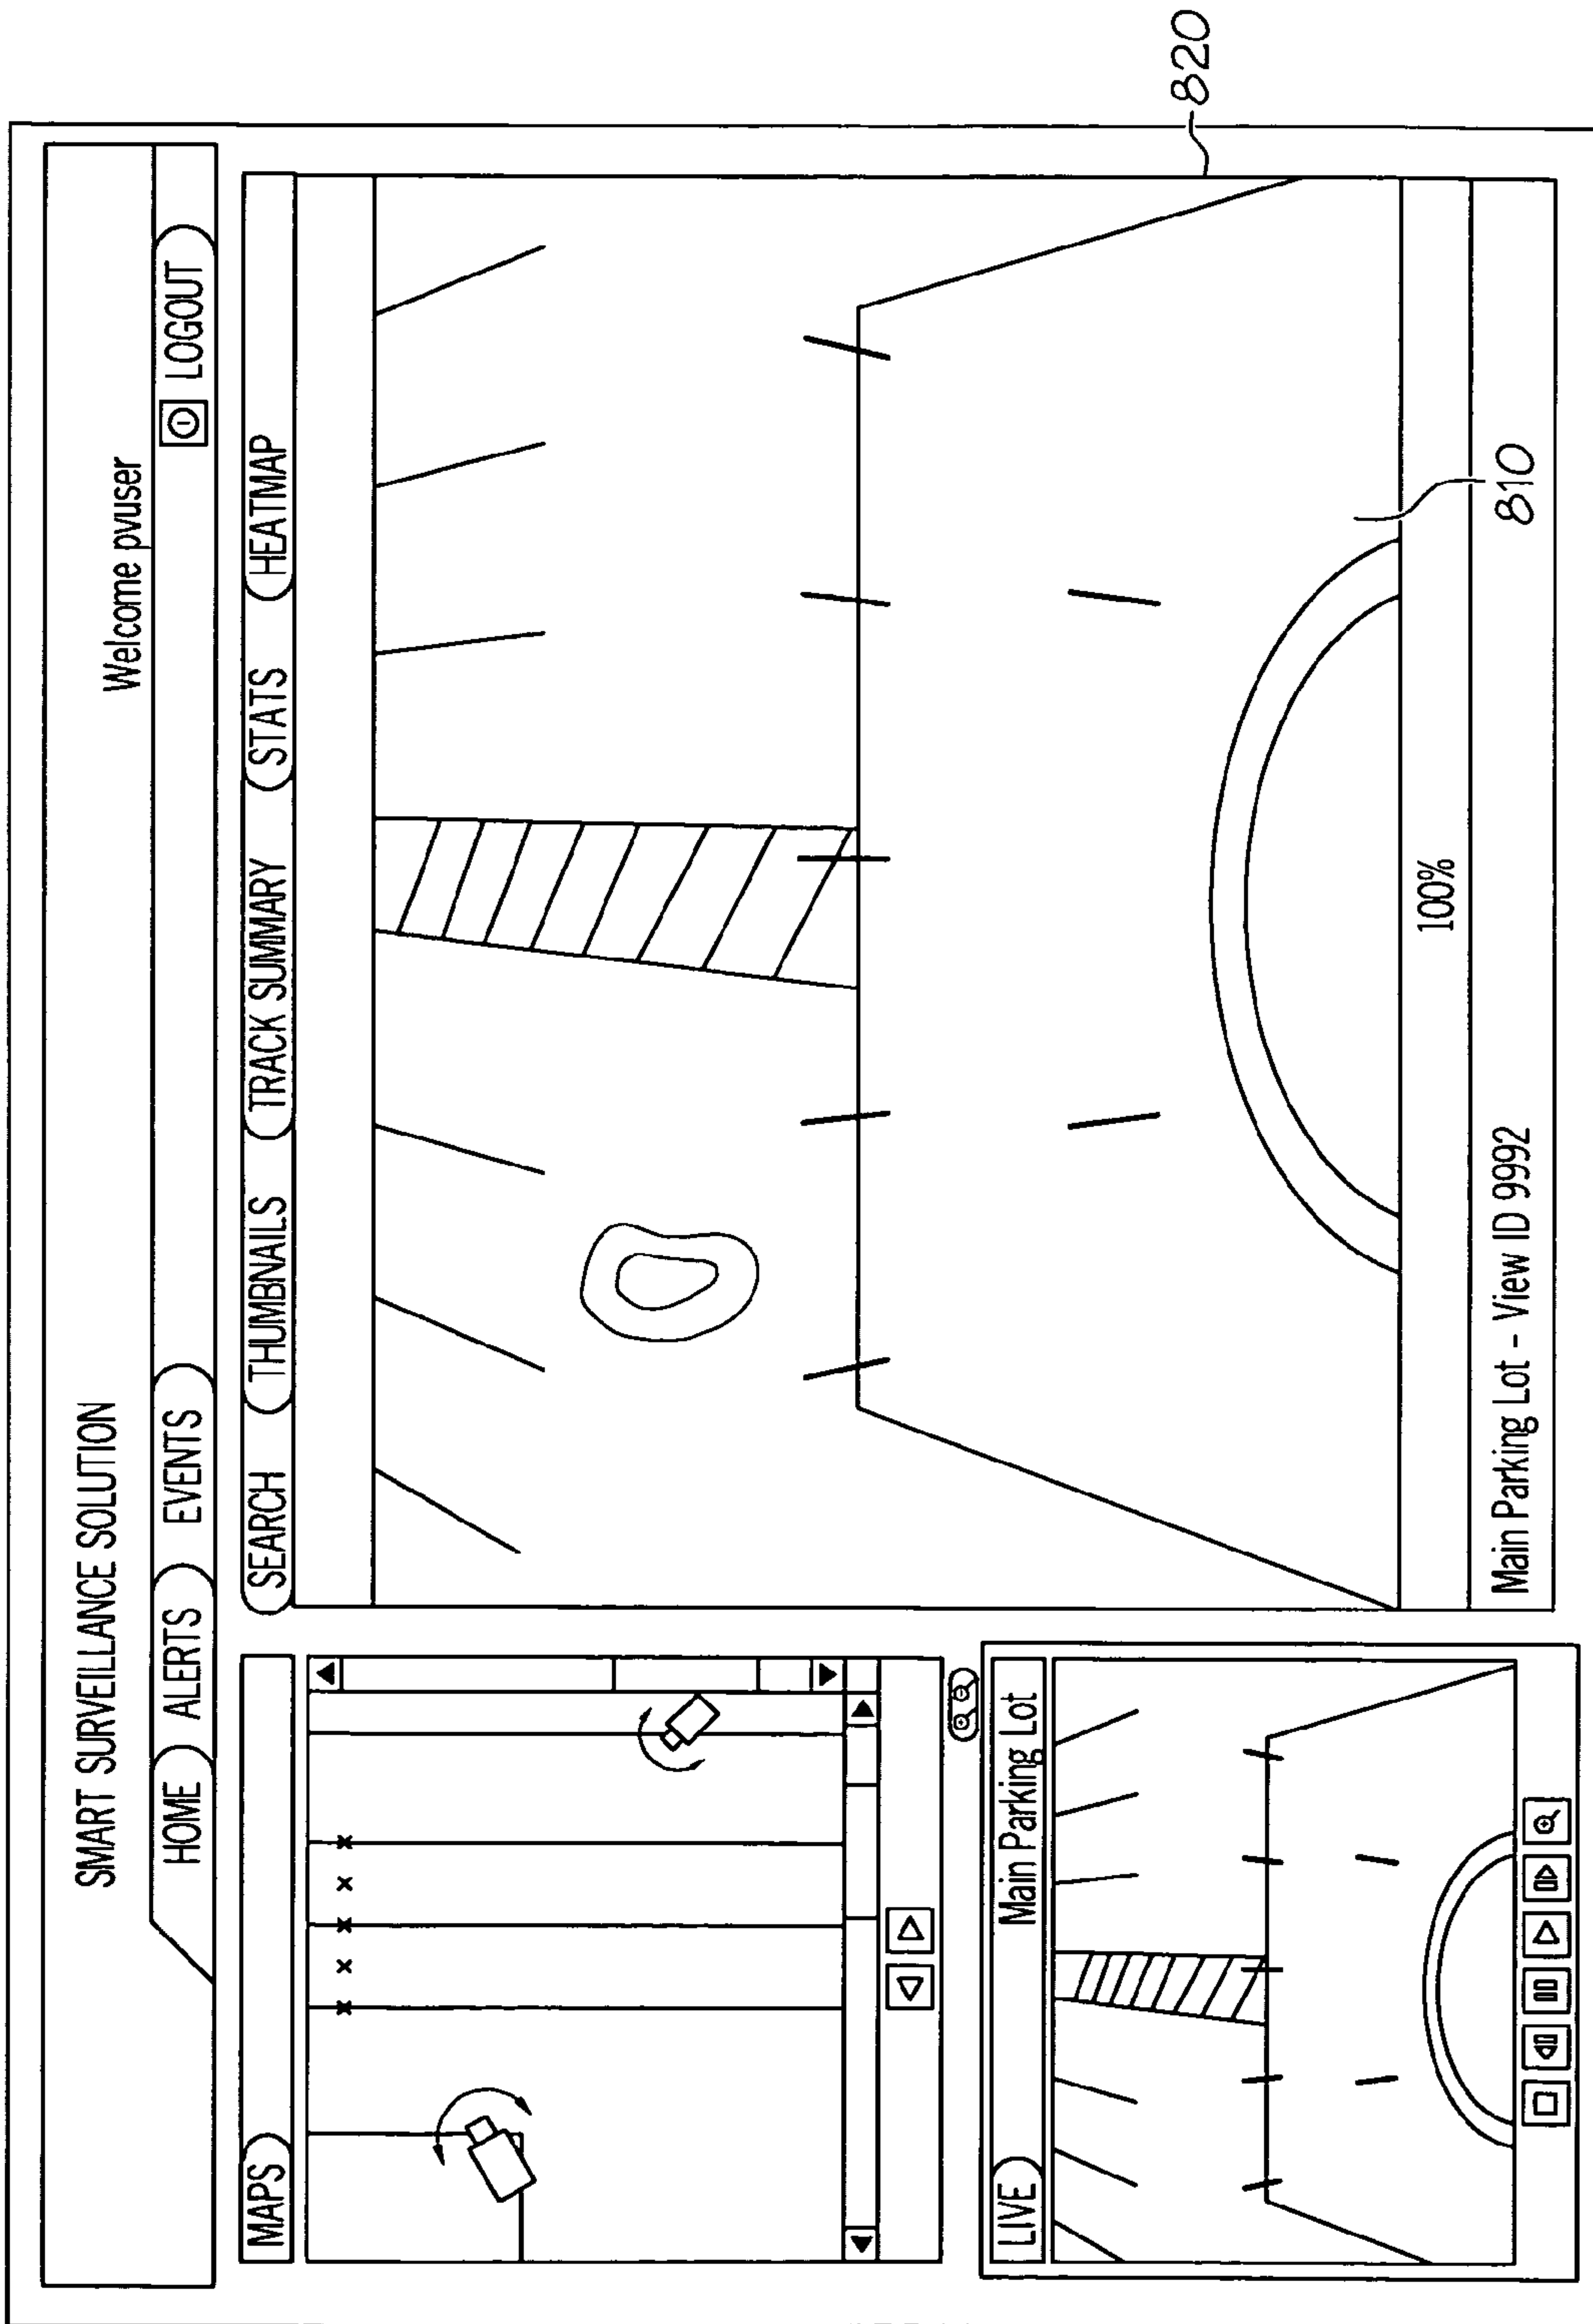 SMART SURVEILLANCE SOLUTION
Welcome pvuser
HOME ALERTS EVENTS LOGOUT
MAPS
SEARCH THUMBNAILS TRACK SUMMARY STATS HEATMAP
820
LIVE Main Parking Lot
100%
Main Parking Lot - View ID 9992
810